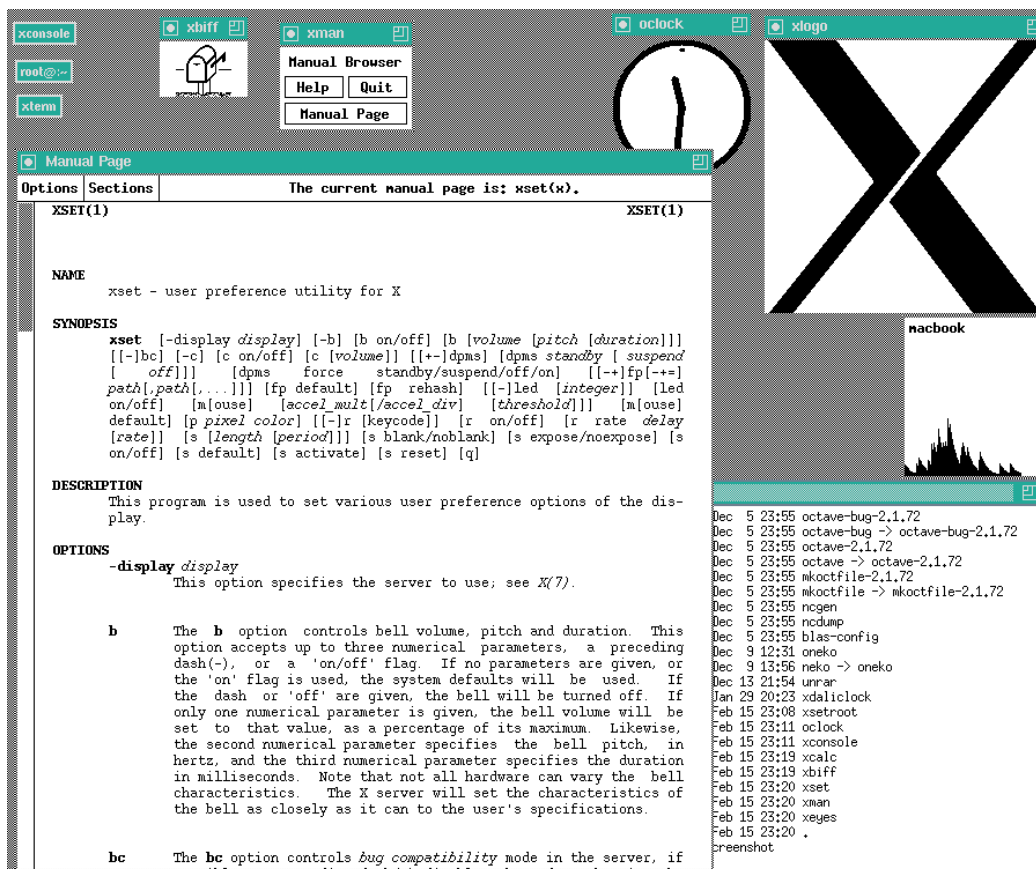 xconsole
root@:~
xterm
xbiff
xman
Manual Browser
Help Quit
Manual Page
oclock
xlogo
macbook
Manual Page
Options Sections The current manual page is: xset(x).
XSET(1) XSET(1)
NAME
xset - user preference utility for X
SYNOPSIS
xset [-display display] [-b] [b on/off] [b [volume [pitch [duration]]]
[[-]bc] [-c] [c on/off] [c [volume]] [[+-]dpms] [dpms standby [ suspend
[ off]]] [dpms force standby/suspend/off/on] [[-+]fp[-+=]
path[,path[,...]]] [fp default] [fp rehash] [[-]led [integer]] [led
on/off] [m[ouse] [accel_mult[/accel_div] [threshold]]] [m[ouse]
default] [p pixel color] [[-]r [keycode]] [r on/off] [r rate delay
[rate]] [s [length [period]]] [s blank/noblank] [s expose/noexpose] [s
on/off] [s default] [s activate] [s reset] [q]
DESCRIPTION
This program is used to set various user preference options of the dis-
play.
OPTIONS
-display display
This option specifies the server to use; see X(7).
b The b option controls bell volume, pitch and duration. This
option accepts up to three numerical parameters, a preceding
dash(-), or a 'on/off' flag. If no parameters are given, or
the 'on' flag is used, the system defaults will be used. If
the dash or 'off' are given, the bell will be turned off. If
only one numerical parameter is given, the bell volume will be
set to that value, as a percentage of its maximum. Likewise,
the second numerical parameter specifies the bell pitch, in
hertz, and the third numerical parameter specifies the duration
in milliseconds. Note that not all hardware can vary the bell
characteristics. The X server will set the characteristics of
the bell as closely as it can to the user's specifications.
bc The bc option controls bug compatibility mode in the server, if
Dec 5 23:55 octave-bug-2.1.72
Dec 5 23:55 octave-bug -> octave-bug-2.1.72
Dec 5 23:55 octave-2.1.72
Dec 5 23:55 octave -> octave-2.1.72
Dec 5 23:55 mkoctfile-2.1.72
Dec 5 23:55 mkoctfile -> mkoctfile-2.1.72
Dec 5 23:55 ncgen
Dec 5 23:55 ncdump
Dec 5 23:55 blas-config
Dec 9 12:31 oneko
Dec 9 13:56 neko -> oneko
Dec 13 21:54 unrar
Jan 29 20:23 xdaliclock
Feb 15 23:08 xsetroot
Feb 15 23:11 oclock
Feb 15 23:11 xconsole
Feb 15 23:19 xcalc
Feb 15 23:19 xbiff
Feb 15 23:20 xset
Feb 15 23:20 xman
Feb 15 23:20 xeyes
Feb 15 23:20 .
creenshot